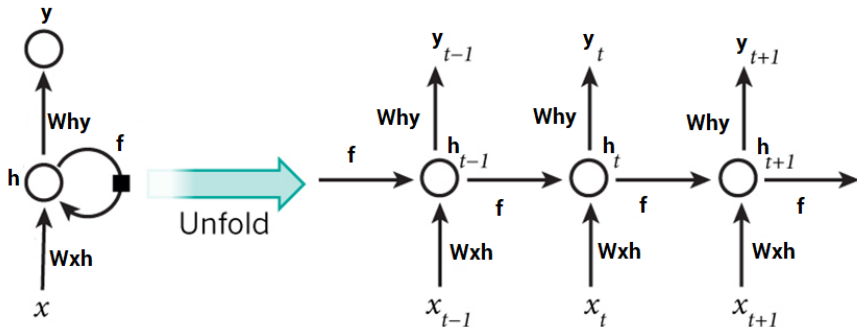 y
Why
f
h
Wxh
x
Unfold
y t-1
y t
y t+1
Why
Why
Why
f
h t-1
h t
h t+1
f
f
f
Wxh
Wxh
Wxh
x t-1
x t
x t+1